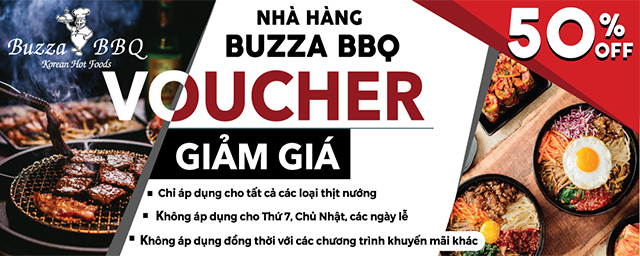 Buzza BBQ
Korean Hot Foods
NHÀ HÀNG
BUZZA BBQ
VOUCHER
GIẢM GIÁ
50%
OFF
▪ Chỉ áp dụng cho tất cả các loại thịt nướng
▪ Không áp dụng cho Thứ 7, Chủ Nhật, các ngày lễ
▪ Không áp dụng đồng thời với các chương trình khuyến mãi khác